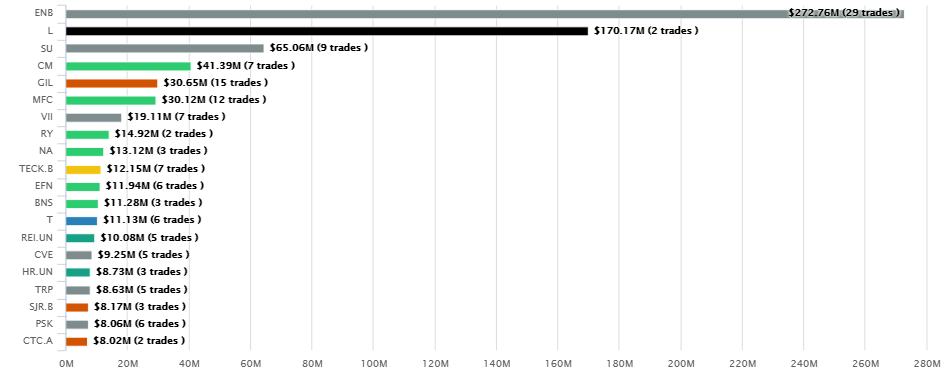 ENB $272.76M (29 trades )
L $170.17M (2 trades )
SU $65.06M (9 trades )
CM $41.39M (7 trades )
GIL $30.65M (15 trades )
MFC $30.12M (12 trades )
VII $19.11M (7 trades )
RY $14.92M (2 trades )
NA $13.12M (3 trades )
TECK.B $12.15M (7 trades )
EFN $11.94M (6 trades )
BNS $11.28M (3 trades )
T $11.13M (6 trades )
REI.UN $10.08M (5 trades )
CVE $9.25M (5 trades )
HR.UN $8.73M (3 trades )
TRP $8.63M (5 trades )
SJR.B $8.17M (3 trades )
PSK $8.06M (6 trades )
CTC.A $8.02M (2 trades )
0M 20M 40M 60M 80M 100M 120M 140M 160M 180M 200M 220M 240M 260M 280M